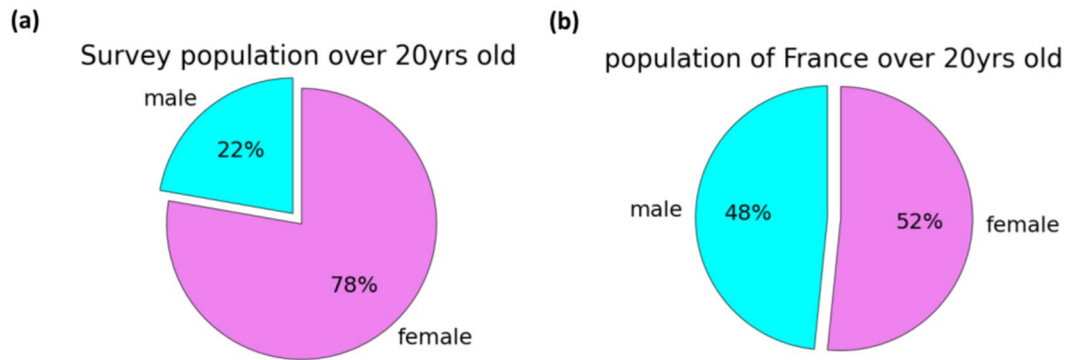 (a)
Survey population over 20yrs old
male
22%
78%
female
(b)
population of France over 20yrs old
male
48%
52%
female